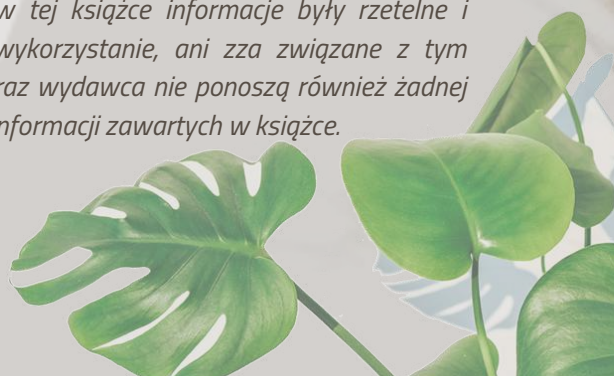 w tej książce informacje były rzetelne i
wykorzystanie, ani zza związane z tym
raz wydawca nie ponoszą również żadnej
nformacji zawartych w książce.